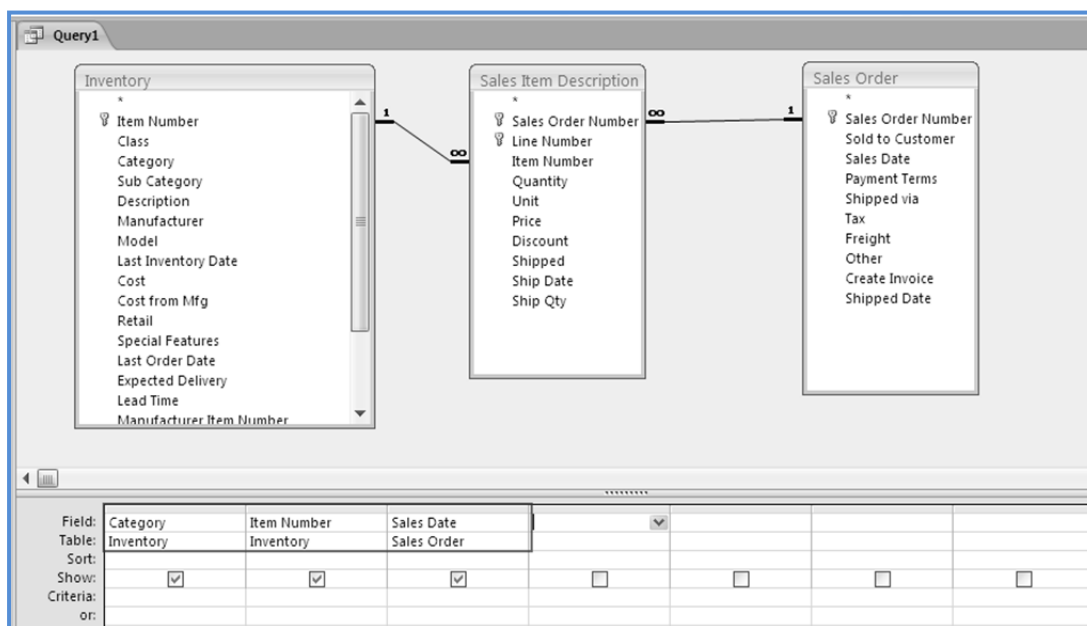 Query1
Inventory
*
Item Number
Class
Category
Sub Category
Description
Manufacturer
Model
Last Inventory Date
Cost
Cost from Mfg
Retail
Special Features
Last Order Date
Expected Delivery
Lead Time
Manufacturer Item Number
1
∞
Sales Item Description
*
Sales Order Number
Line Number
Item Number
Quantity
Unit
Price
Discount
Shipped
Ship Date
Ship Qty
∞
1
Sales Order
*
Sales Order Number
Sold to Customer
Sales Date
Payment Terms
Shipped via
Tax
Freight
Other
Create Invoice
Shipped Date
Field: Category Item Number Sales Date
Table: Inventory Inventory Sales Order
Sort:
Show:
Criteria:
or: